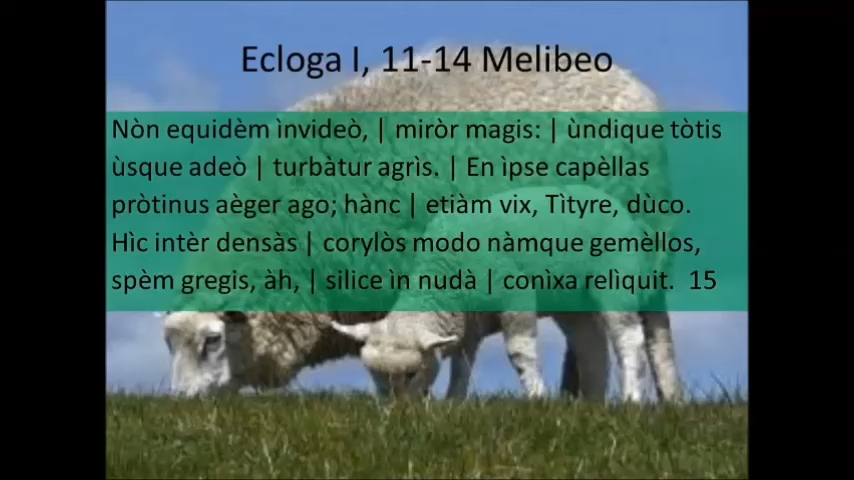 Ecloga I, 11-14 Melibeo
Nòn equidèm ìnvideò, | miròr magis: | ùndique tòtis
ùsque adeò | turbàtur agrìs. | En ìpse capèllas
pròtinus aèger ago; hànc | etiàm vix, Tìtyre, dùco.
Hìc intèr densàs | corylòs modo nàmque gemèllos,
spèm gregis, àh, | silice ìn nudà | conìxa relìquit. 15